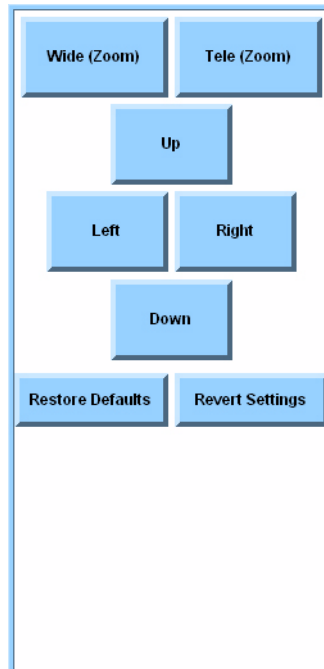 Wide (Zoom) Tele (Zoom)
Up
Left Right
Down
Restore Defaults Revert Settings